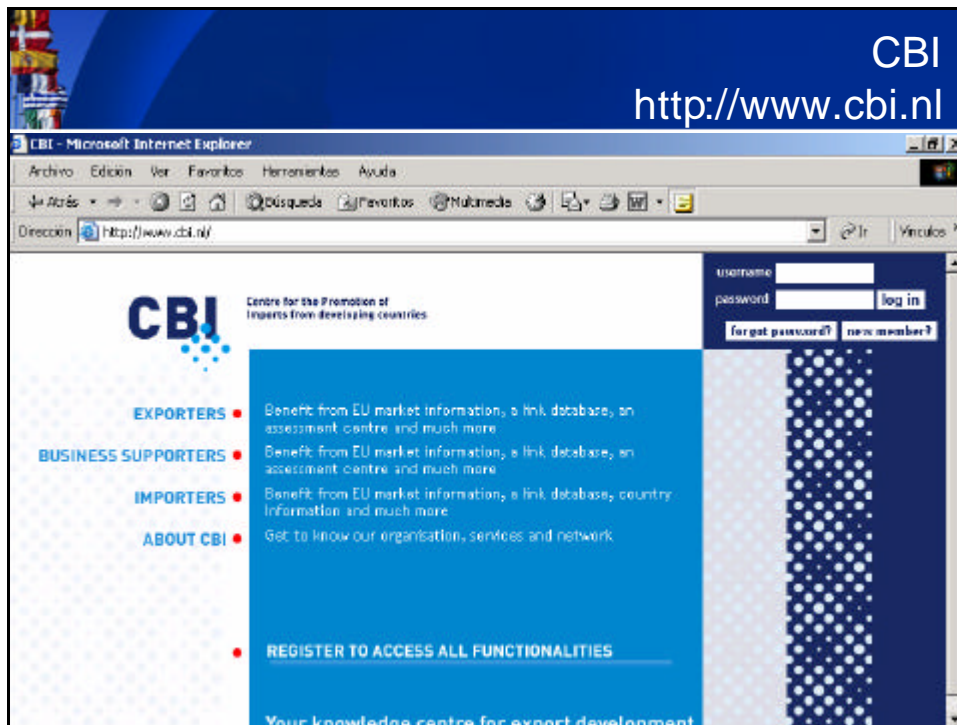 CBI
http://www.cbi.nl
CBI - Microsoft Internet Explorer
Archivo Edición Ver Favoritos Herramientas Ayuda
Atrás Búsqueda Favoritos Multimedia
Dirección http://www.cbi.nl/ Ir Vínculos
username
password log in
forgot password? new member?
CBI
Centre for the Promotion of
Imports from developing countries
EXPORTERS
Benefit from EU market information, a link database, an
assessment centre and much more
BUSINESS SUPPORTERS
Benefit from EU market information, a link database, an
assessment centre and much more
IMPORTERS
Benefit from EU market information, a link database, country
information and much more
ABOUT CBI
Get to know our organisation, services and network
REGISTER TO ACCESS ALL FUNCTIONALITIES
Your knowledge centre for export development